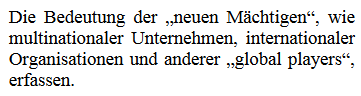 Die Bedeutung der „neuen Mächtigen“, wie
multinationaler Unternehmen, internationaler
Organisationen und anderer „global players“,
erfassen.